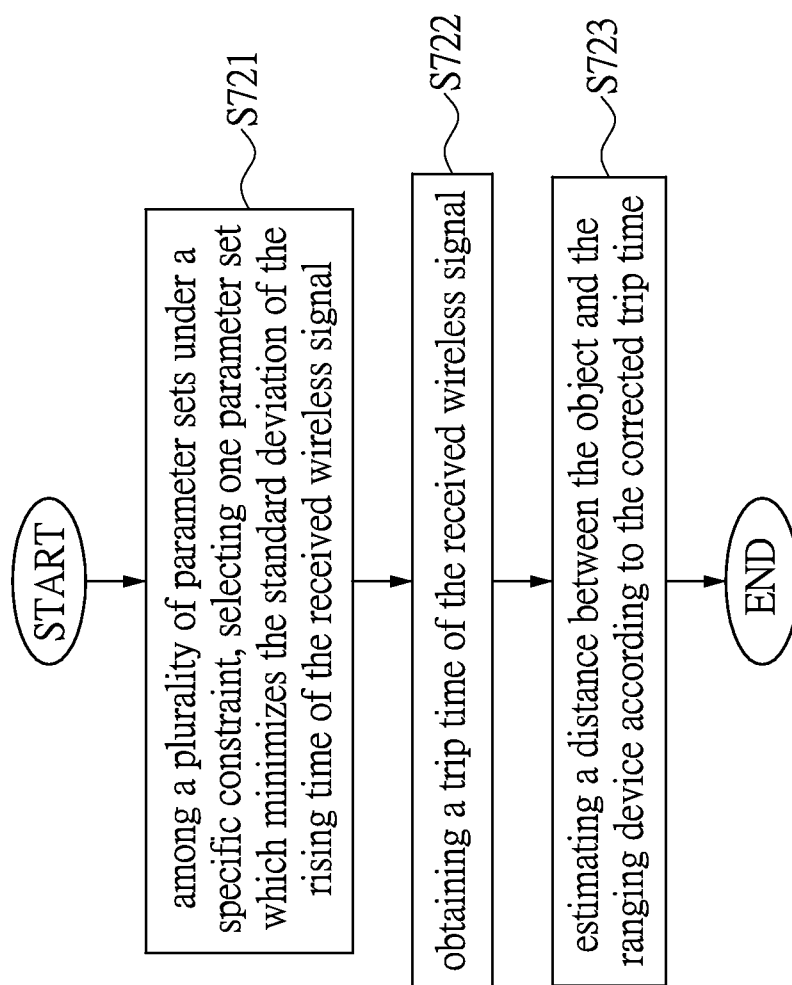 START
among a plurality of parameter sets under a
specific constraint, selecting one parameter set
which minimizes the standard deviation of the
rising time of the received wireless signal
S721
obtaining a trip time of the received wireless signal
S722
estimating a distance between the object and the
ranging device according to the corrected trip time
S723
END